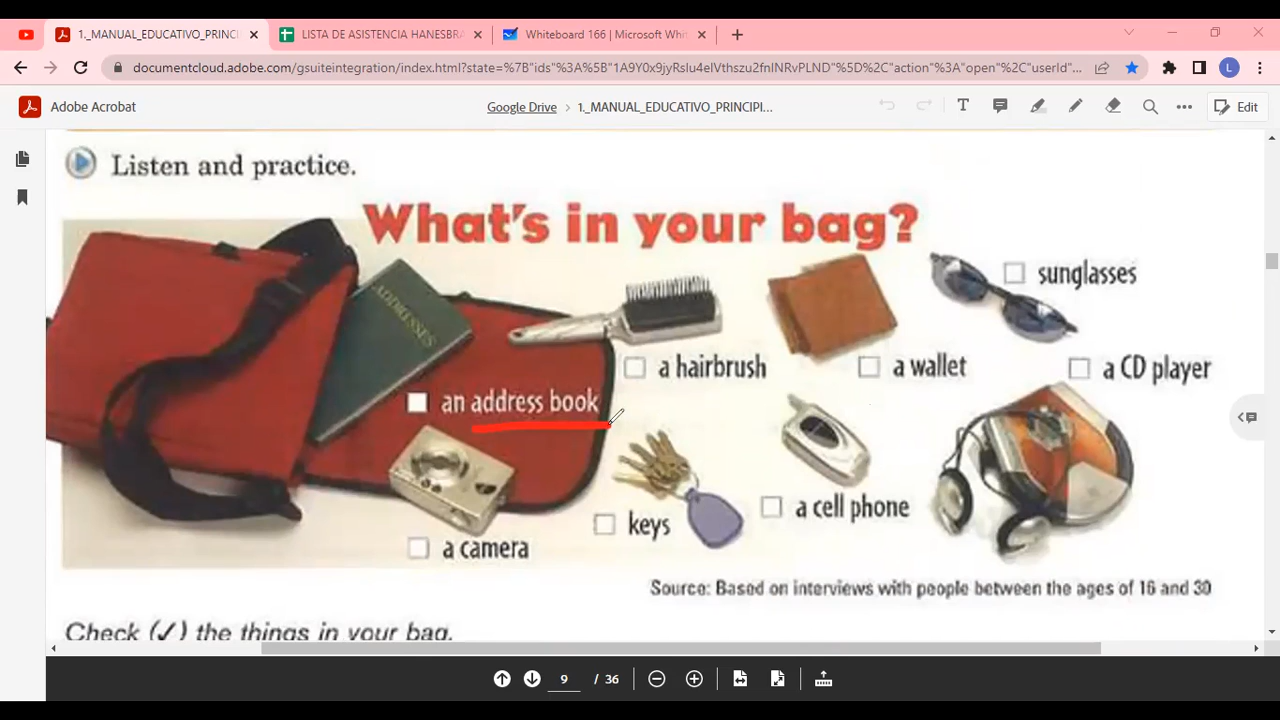 1._MANUAL_EDUCATIVO_PRINCI
LISTA DE ASISTENCIA HANESBRA
Whiteboard 166 | Microsoft Whi
documentcloud.adobe.com/gsuiteintegration/index.html?state=%7B"ids"%3A%5B"1A9Y0x9jyRsIu4eIVthszu2fnINRvPLND"%5D%2C"action"%3A"open"%2C"userId"...
L
Adobe Acrobat
Google Drive > 1._MANUAL_EDUCATIVO_PRINCIPI...
Edit
Listen and practice.
What's in your bag?
ADDRESSES
sunglasses
a hairbrush
a wallet
a CD player
an address book
keys
a cell phone
a camera
Source: Based on interviews with people between the ages of 16 and 30
Check (✓) the things in your bag.
9 / 36